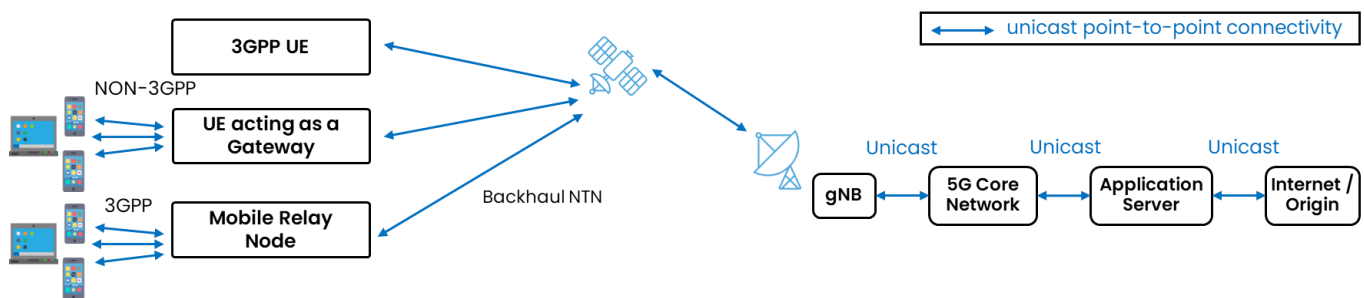 3GPP UE
unicast point-to-point connectivity
NON-3GPP
UE acting as a
Gateway
3GPP
Mobile Relay
Node
Backhaul NTN
Unicast
Unicast
Unicast
gNB
5G Core
Network
Application
Server
Internet /
Origin